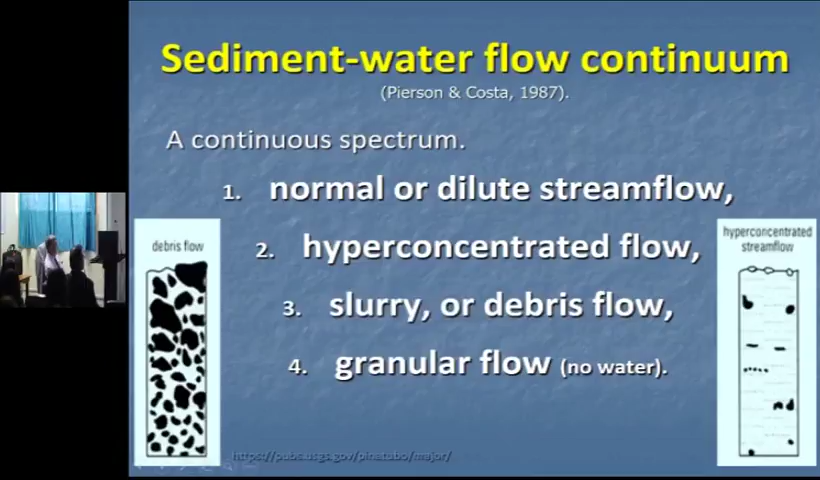 Sediment-water flow continuum
(Pierson & Costa, 1987).
A continuous spectrum.
1. normal or dilute streamflow,
2. hyperconcentrated flow,
3. slurry, or debris flow,
4. granular flow (no water).
debris flow
hyperconcentrated
streamflow
https://pubs.usgs.gov/pinatubo/major/